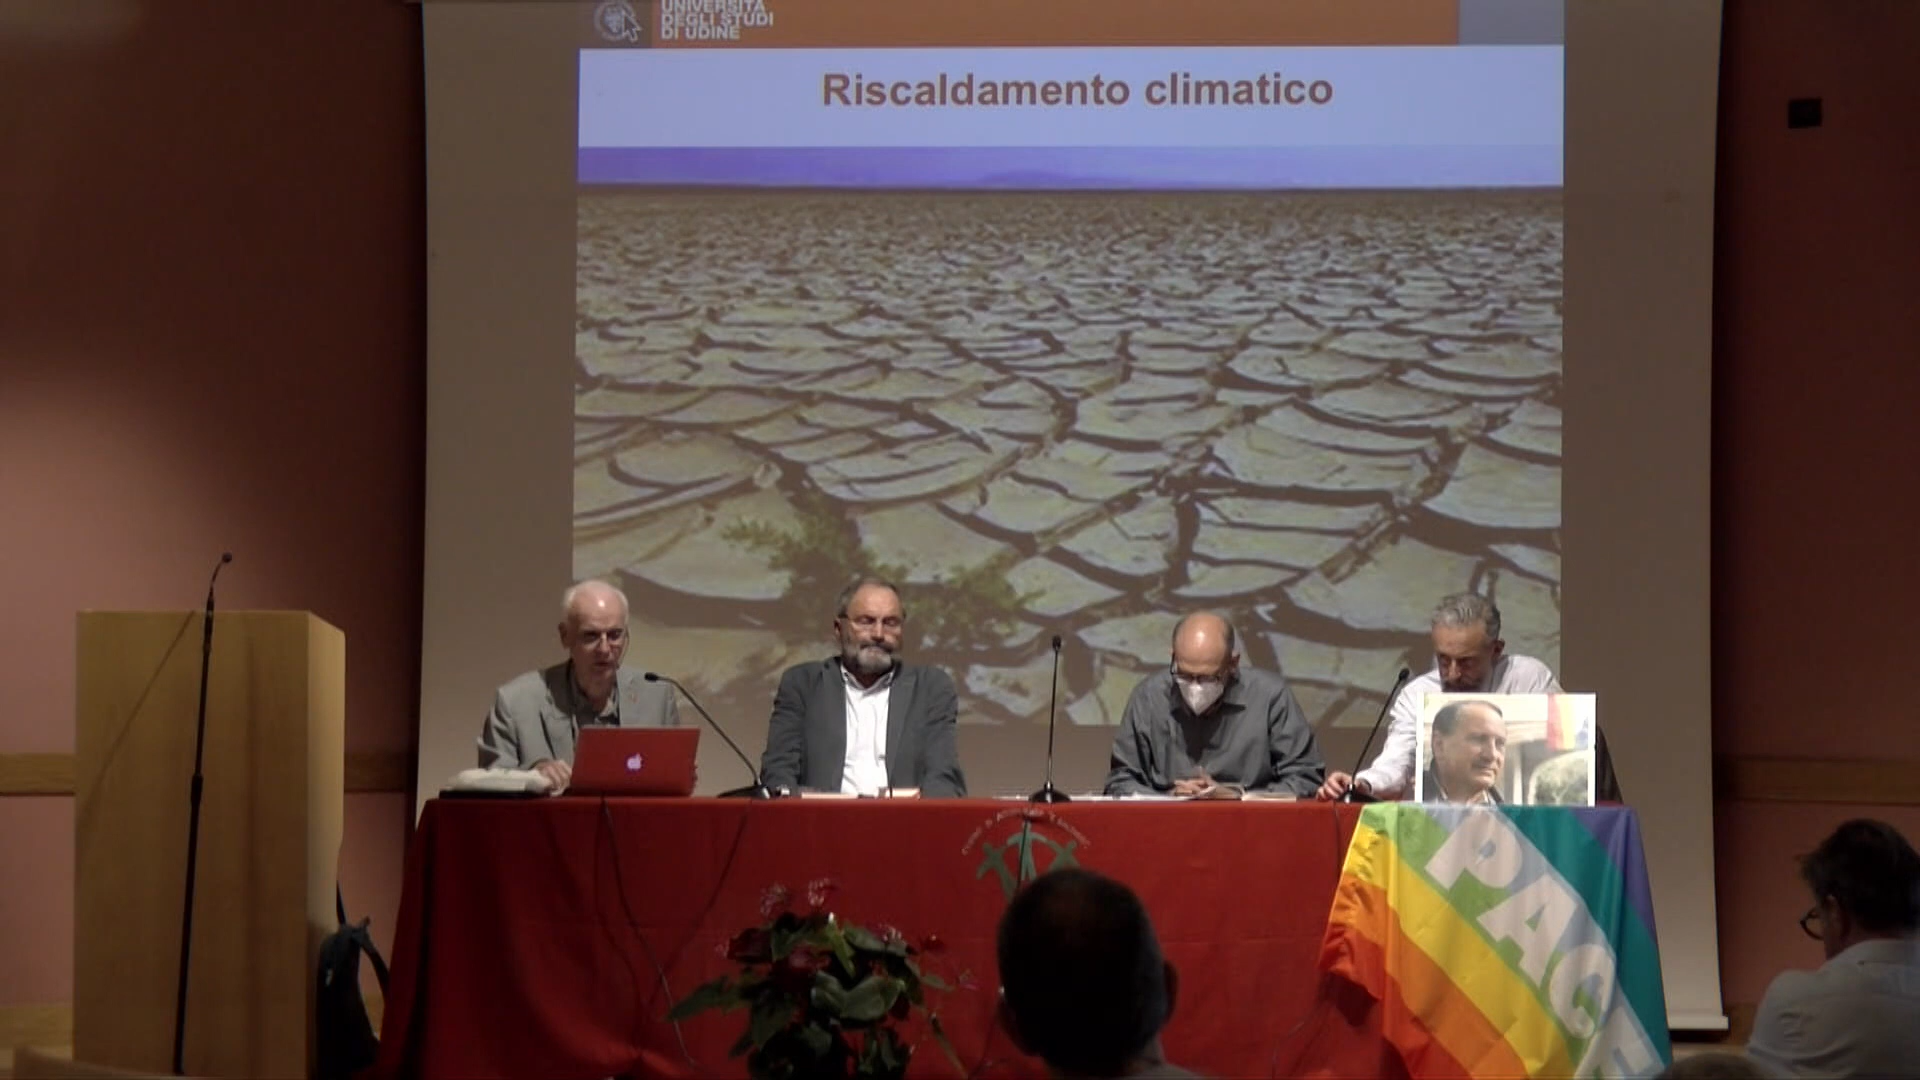 UNIVERSITÀ
DEGLI STUDI
DI UDINE
Riscaldamento climatico
PACE